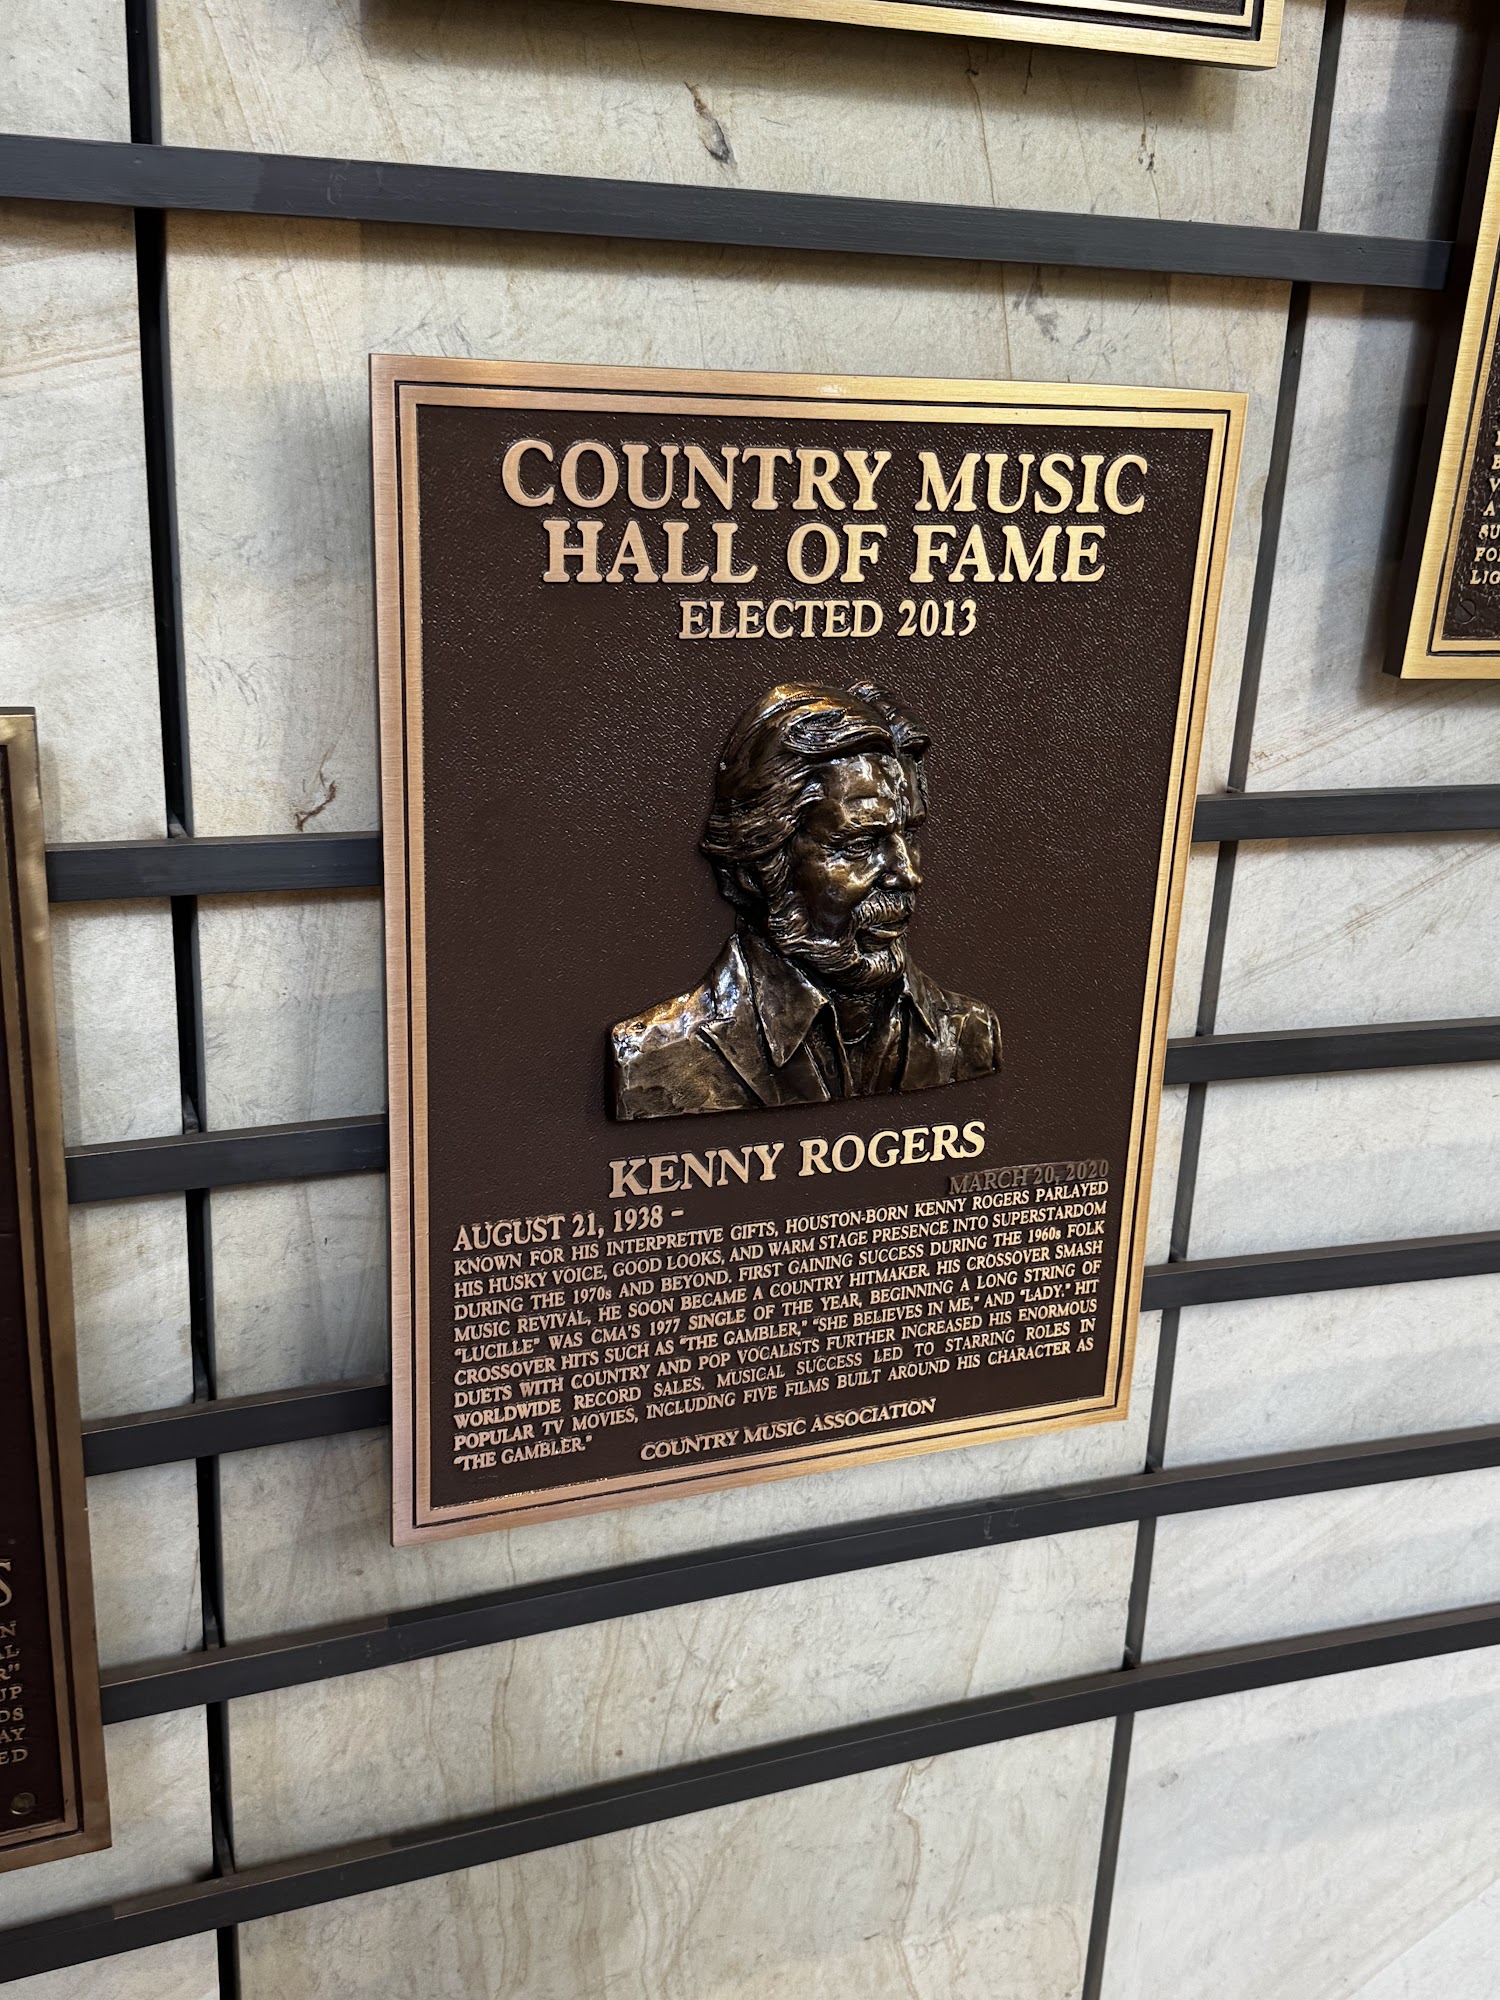 COUNTRY MUSIC
HALL OF FAME
ELECTED 2013
KENNY ROGERS
AUGUST 21, 1938 – MARCH 20, 2020
KNOWN FOR HIS INTERPRETIVE GIFTS, HOUSTON-BORN KENNY ROGERS PARLAYED
HIS HUSKY VOICE, GOOD LOOKS, AND WARM STAGE PRESENCE INTO SUPERSTARDOM
DURING THE 1970s AND BEYOND. FIRST GAINING SUCCESS DURING THE 1960s FOLK
MUSIC REVIVAL, HE SOON BECAME A COUNTRY HITMAKER. HIS CROSSOVER SMASH
"LUCILLE" WAS CMA'S 1977 SINGLE OF THE YEAR, BEGINNING A LONG STRING OF
CROSSOVER HITS SUCH AS "THE GAMBLER," "SHE BELIEVES IN ME," AND "LADY." HIT
DUETS WITH COUNTRY AND POP VOCALISTS FURTHER INCREASED HIS ENORMOUS
WORLDWIDE RECORD SALES. MUSICAL SUCCESS LED TO STARRING ROLES IN
POPULAR TV MOVIES, INCLUDING FIVE FILMS BUILT AROUND HIS CHARACTER AS
"THE GAMBLER."
COUNTRY MUSIC ASSOCIATION